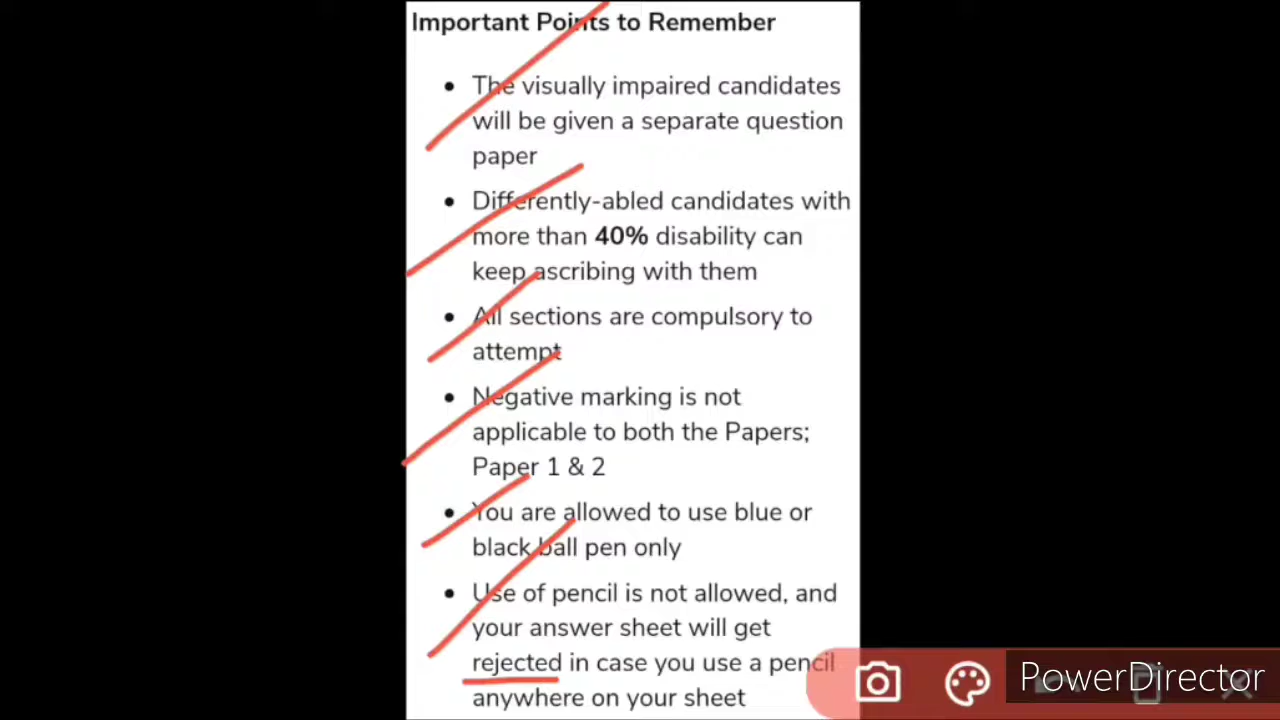 Important Points to Remember
The visually impaired candidates
will be given a separate question
paper
Differently-abled candidates with
more than 40% disability can
keep ascribing with them
All sections are compulsory to
attempt
Negative marking is not
applicable to both the Papers;
Paper 1 & 2
You are allowed to use blue or
black ball pen only
Use of pencil is not allowed, and
your answer sheet will get
rejected in case you use a pencil
anywhere on your sheet
PowerDirector